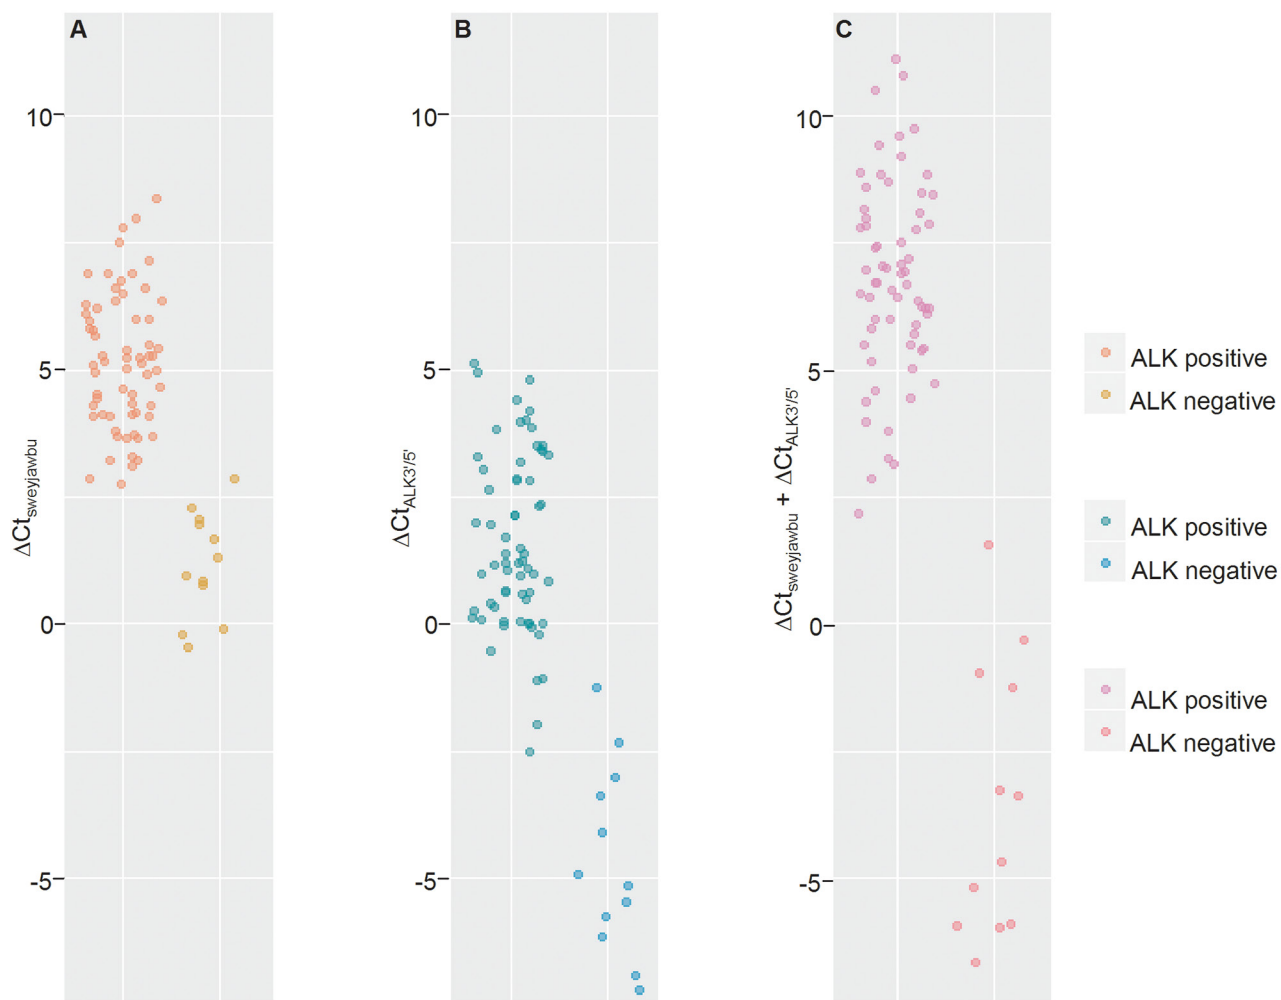 A
10
5
0
-5
ΔCtsweyjawbu
B
10
5
0
-5
ΔCtALK3'/5'
C
10
5
0
-5
ΔCtsweyjawbu + ΔCtALK3'/5'
ALK positive
ALK negative
ALK positive
ALK negative
ALK positive
ALK negative